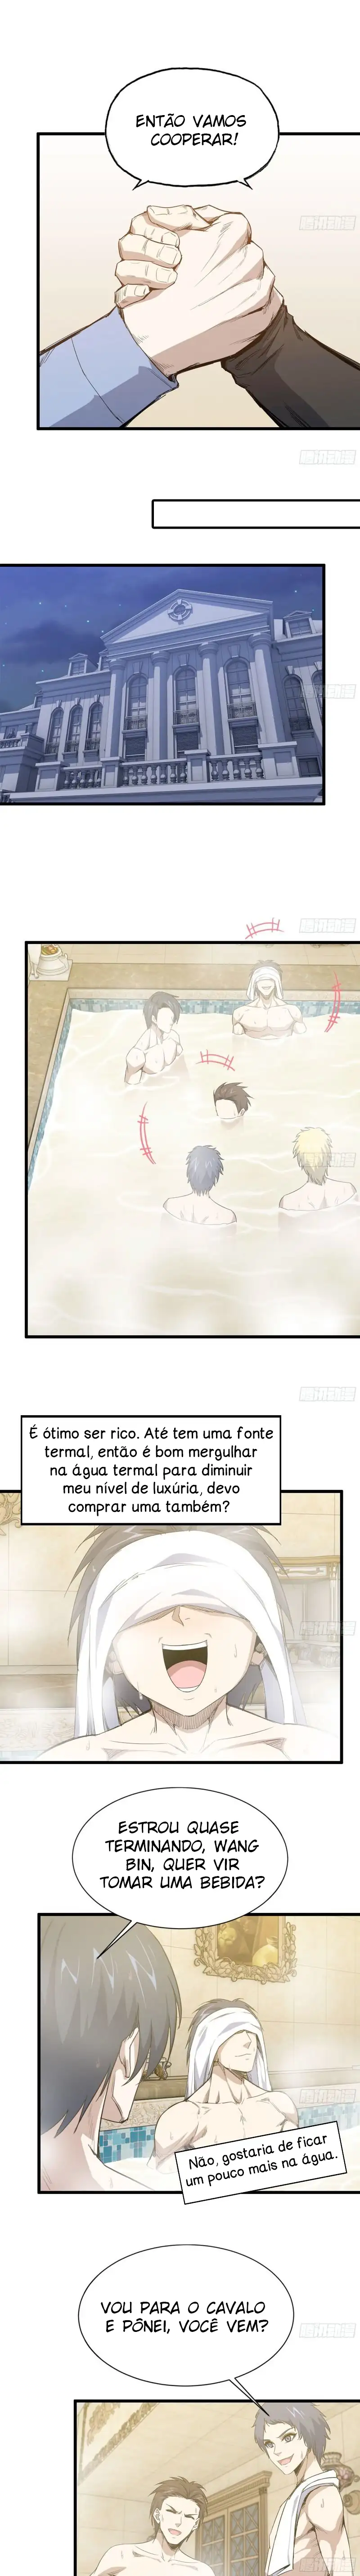 ENTÃO VAMOS
COOPERAR!
É ótimo ser rico. Até tem uma fonte
termal, então é bom mergulhar
na água termal para diminuir
meu nível de luxúria, devo
comprar uma também?
ESTROU QUASE
TERMINANDO, WANG
BIN, QUER VIR
TOMAR UMA BEBIDA?
Não, gostaria de ficar
um pouco mais na água.
VOU PARA O CAVALO
E PÔNEI, VOCÊ VEM?